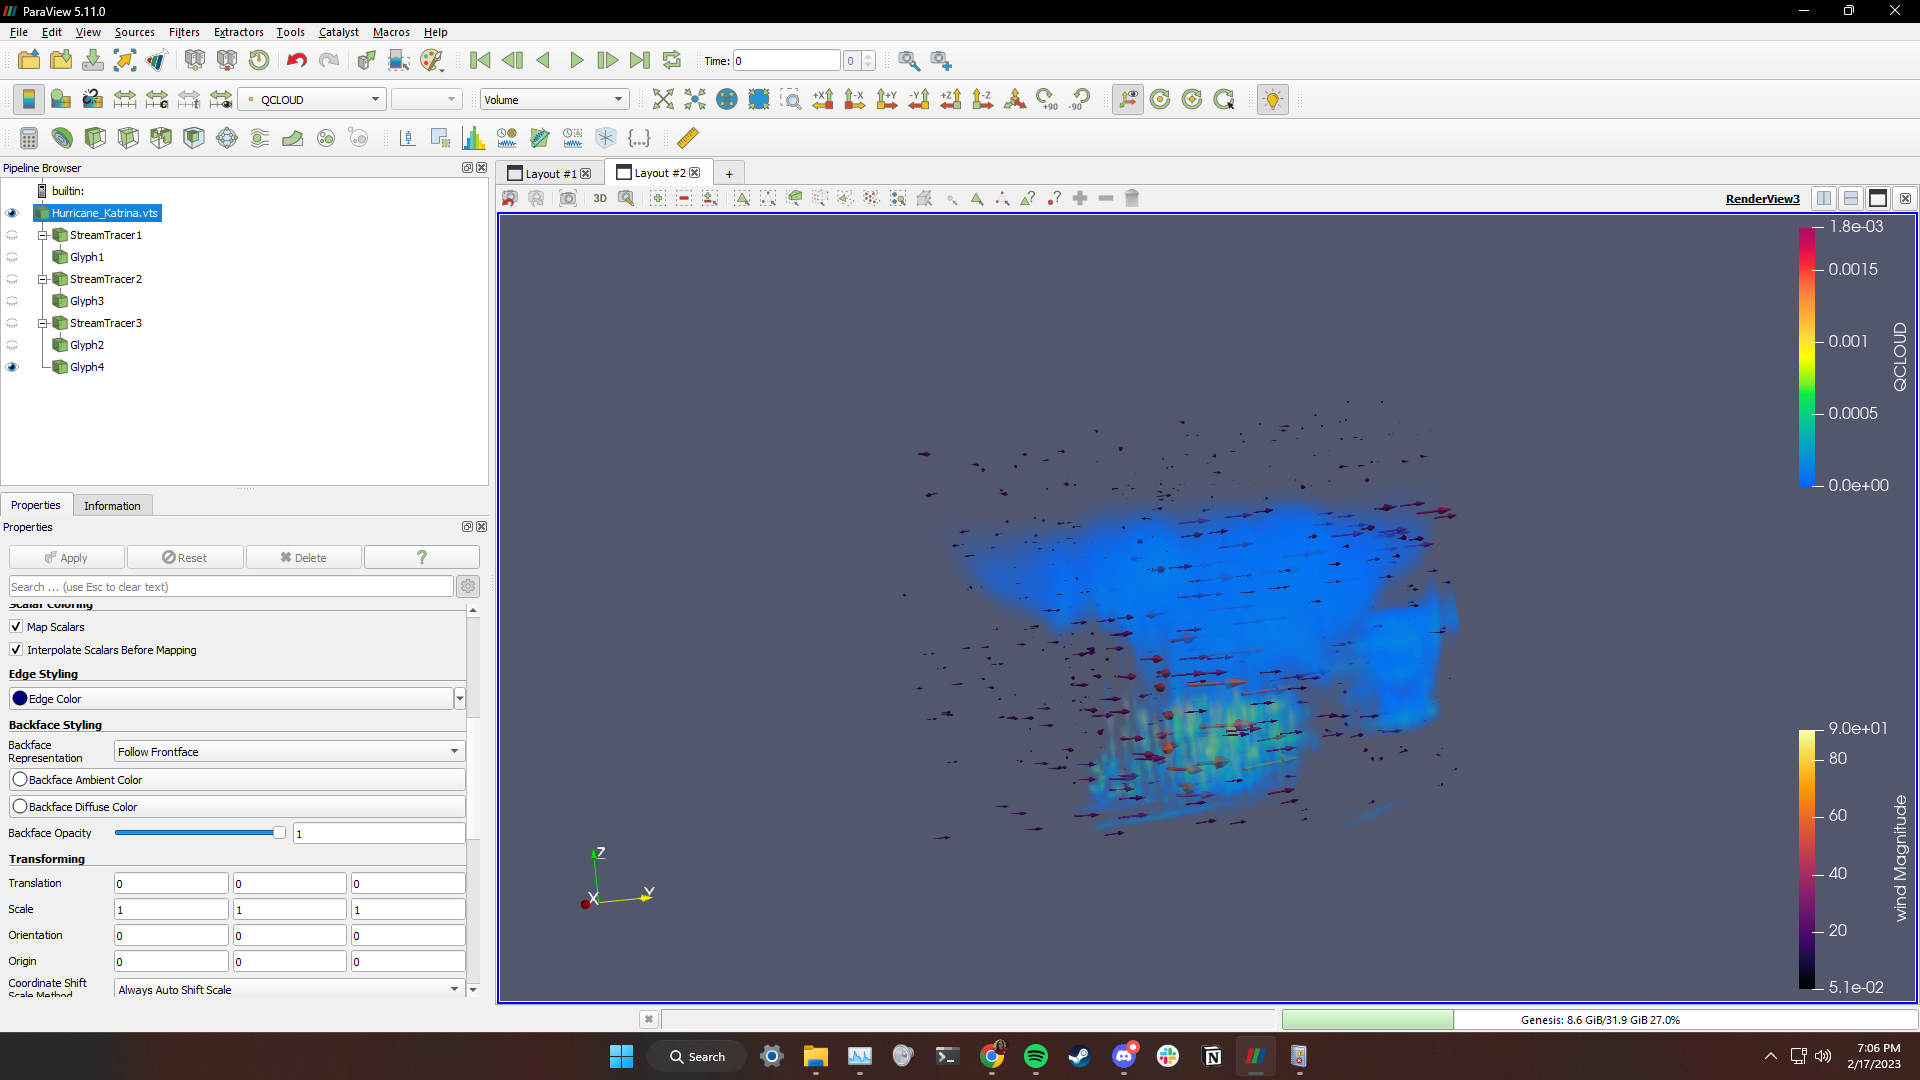 ParaView 5.11.0
File Edit View Sources Filters Extractors Tools Catalyst Macros Help
Time: 0 0
QCLOUD Volume
+X -X +Y -Y +Z -Z +90 -90
Pipeline Browser
Layout #1 Layout #2 +
builtin:
3D RenderView3
Hurricane_Katrina.vts
StreamTracer1
Glyph1
StreamTracer2
Glyph3
StreamTracer3
Glyph2
Glyph4
Properties Information
Properties
Apply Reset Delete ?
Search ... (use Esc to clear text)
Scalar Coloring
Map Scalars
Interpolate Scalars Before Mapping
Edge Styling
Edge Color
Backface Styling
Backface
Representation
Follow Frontface
Backface Ambient Color
Backface Diffuse Color
Backface Opacity 1
Transforming
Translation 0 0 0
Scale 1 1 1
Orientation 0 0 0
Origin 0 0 0
Coordinate Shift
Scale Method
Always Auto Shift Scale
1.8e-03
0.0015
0.001
0.0005
0.0e+00
QCLOUD
9.0e+01
80
60
40
20
5.1e-02
wind Magnitude
Z
Y
X
Genesis: 8.6 GiB/31.9 GiB 27.0%
Search
7:06 PM
2/17/2023